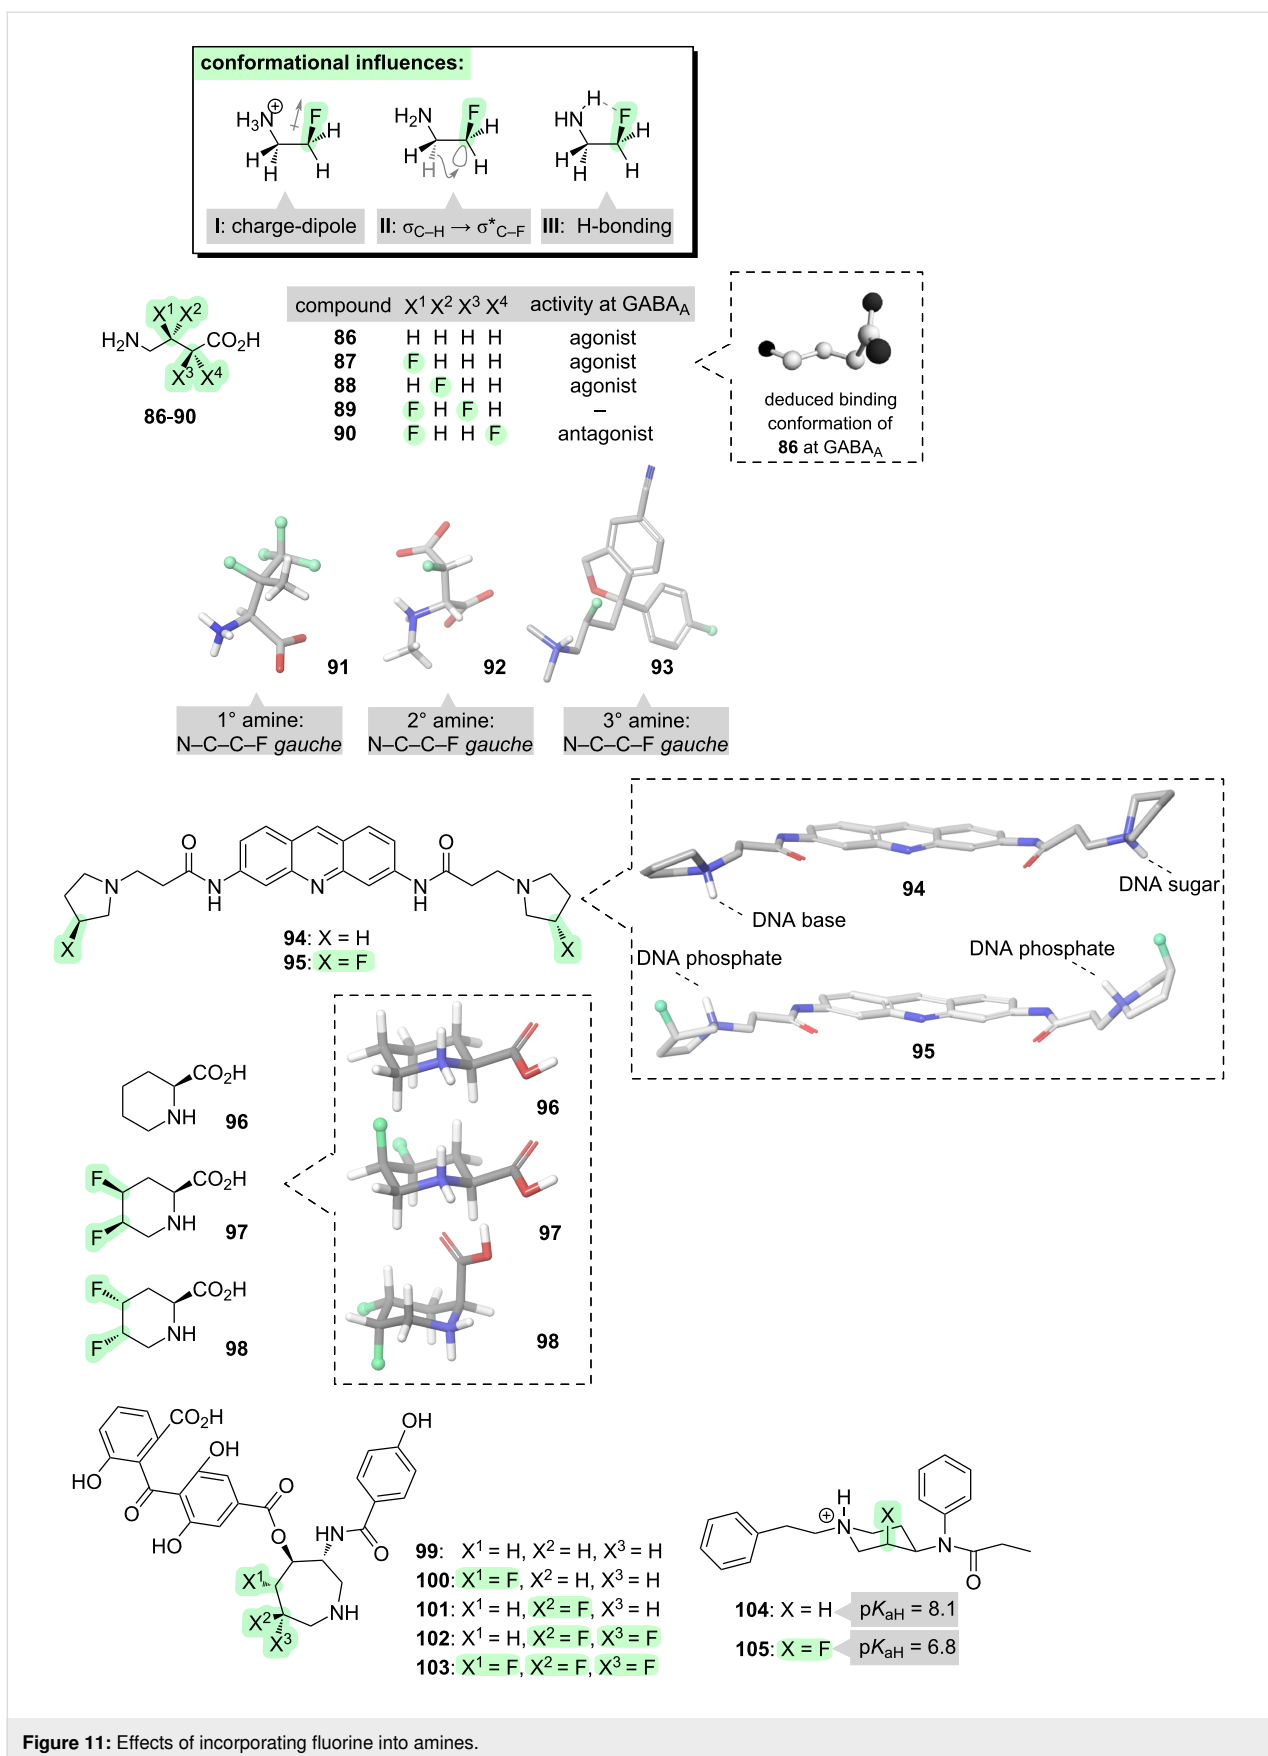 conformational influences:
H₃N ⊕ F H H H H
H₂N F H H H H
H HN F H H H H
I: charge-dipole
II: σC–H → σ*C–F
III: H-bonding
X¹ X²
H₂N CO₂H
X³ X⁴
86-90
compound X¹ X² X³ X⁴ activity at GABAA
86 H H H H agonist
87 F H H H agonist
88 H F H H agonist
89 F H F H –
90 F H H F antagonist
deduced binding
conformation of
86 at GABAA
91
92
93
1° amine:
N–C–C–F gauche
2° amine:
N–C–C–F gauche
3° amine:
N–C–C–F gauche
O O
N N H N N H N
X X
94: X = H
95: X = F
94
DNA sugar
DNA base
DNA phosphate
DNA phosphate
95
CO₂H
NH
96
F CO₂H
F NH
97
F CO₂H
F NH
98
96
97
98
CO₂H
OH
HO
O
HO
O
O
OH
HN
O
X¹
X²
X³
NH
99: X¹ = H, X² = H, X³ = H
100: X¹ = F, X² = H, X³ = H
101: X¹ = H, X² = F, X³ = H
102: X¹ = H, X² = F, X³ = F
103: X¹ = F, X² = F, X³ = F
H
⊕ N
X
N
O
104: X = H pKaH = 8.1
105: X = F pKaH = 6.8
Figure 11: Effects of incorporating fluorine into amines.